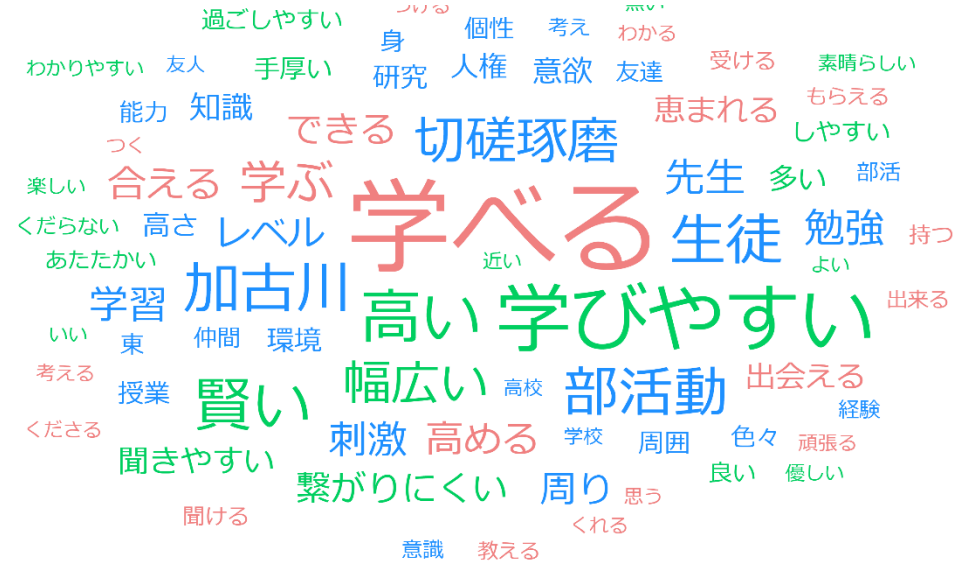 つける
過ごしやすい 身 個性 考え わかる
わかりやすい 友人 手厚い 研究 人権 意欲 友達 受ける 素晴らしい
能力 知識 できる 切磋琢磨 恵まれる もらえる しやすい
つく
楽しい 合える 学ぶ 学べる 先生 多い 部活
くだらない 高さ レベル 生徒 勉強 持つ
あたたかい 近い よい
学習 加古川 高い 学びやすい 出来る
いい 東 仲間 環境
考える 授業 賢い 幅広い 高校 部活動 出会える 経験
くださる 刺激 高める 学校 周囲 色々 頑張る
聞きやすい 繋がりにくい 周り 思う 良い 優しい
聞ける くれる
意識 教える